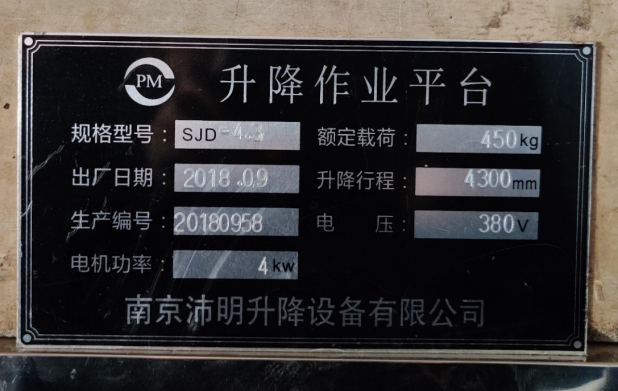 PM 升降作业平台
规格型号：SJD-4.3 额定载荷：450kg
出厂日期：2018.09 升降行程：4300mm
生产编号：20180958 电 压：380V
电机功率：4kw
南京沛明升降设备有限公司